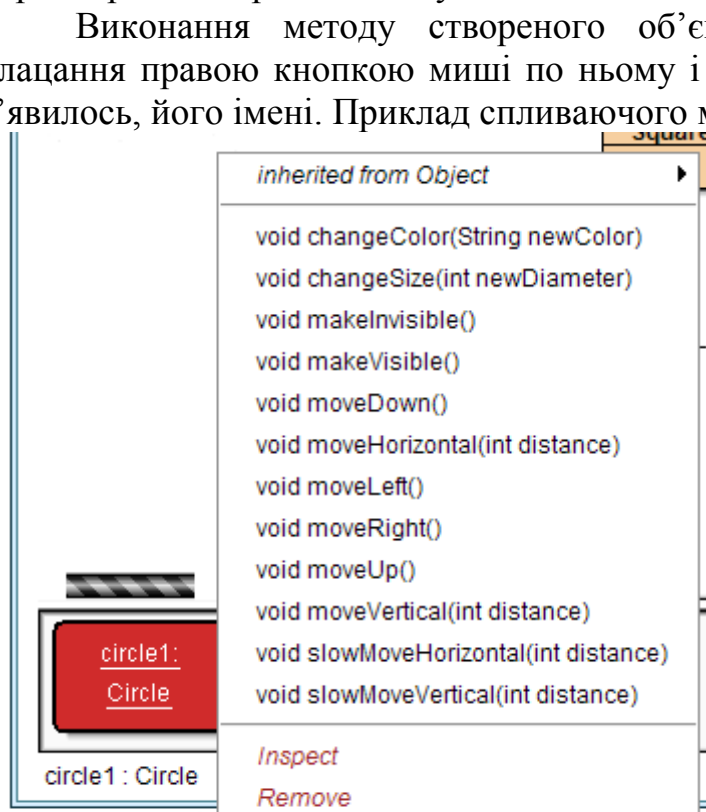 Виконання методу створеного об’є
лацання правою кнопкою миші по ньому і
’явилось, його імені. Приклад спливаючого м
square
inherited from Object
void changeColor(String newColor)
void changeSize(int newDiameter)
void makeInvisible()
void makeVisible()
void moveDown()
void moveHorizontal(int distance)
void moveLeft()
void moveRight()
void moveUp()
void moveVertical(int distance)
void slowMoveHorizontal(int distance)
void slowMoveVertical(int distance)
circle1:
Circle
Inspect
circle1 : Circle
Remove